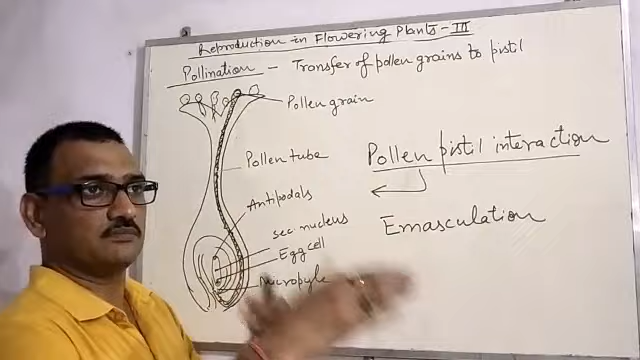 Reproduction in Flowering Plants - III
Pollination - Transfer of pollen grains to pistil
Pollen grain
Pollen tube
Antipodals
sec. nucleus
Egg cell
Micropyle
Pollen pistil interaction
Emasculation